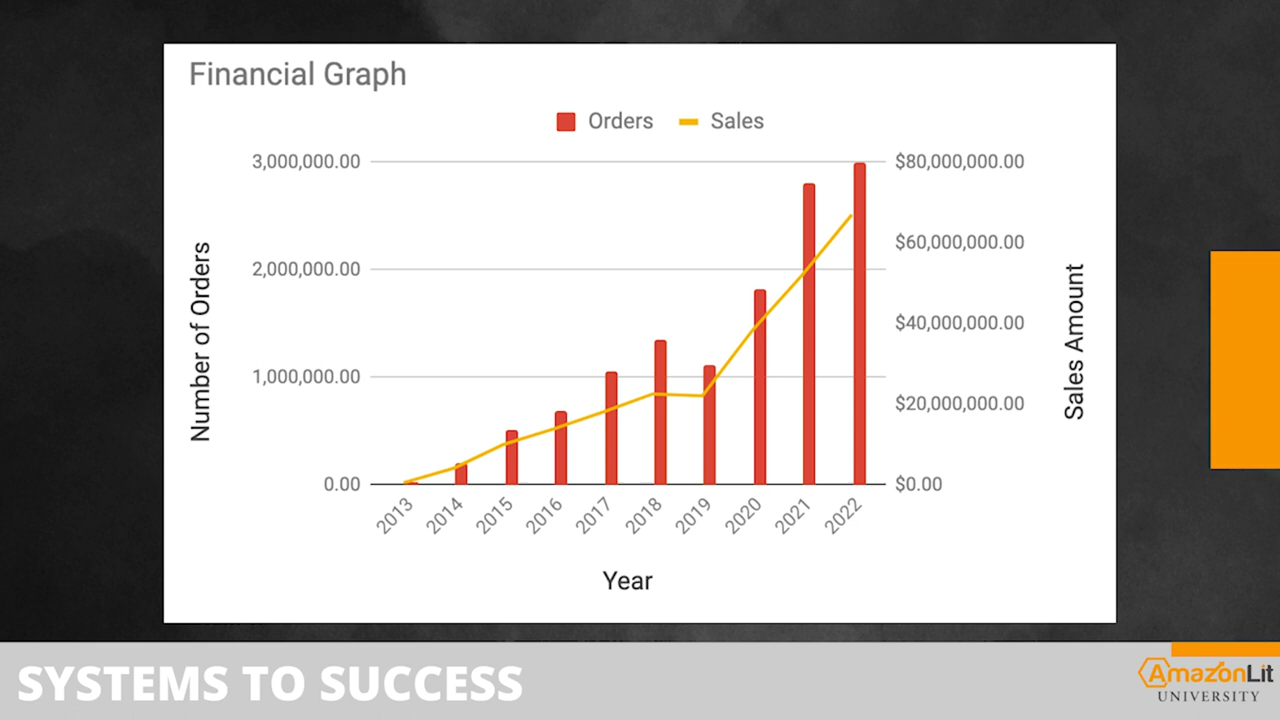 Financial Graph
Orders Sales
3,000,000.00
2,000,000.00
1,000,000.00
0.00
Number of Orders
$80,000,000.00
$60,000,000.00
$40,000,000.00
$20,000,000.00
$0.00
Sales Amount
2013 2014 2015 2016 2017 2018 2019 2020 2021 2022
Year
SYSTEMS TO SUCCESS
AmazonLit
UNIVERSITY